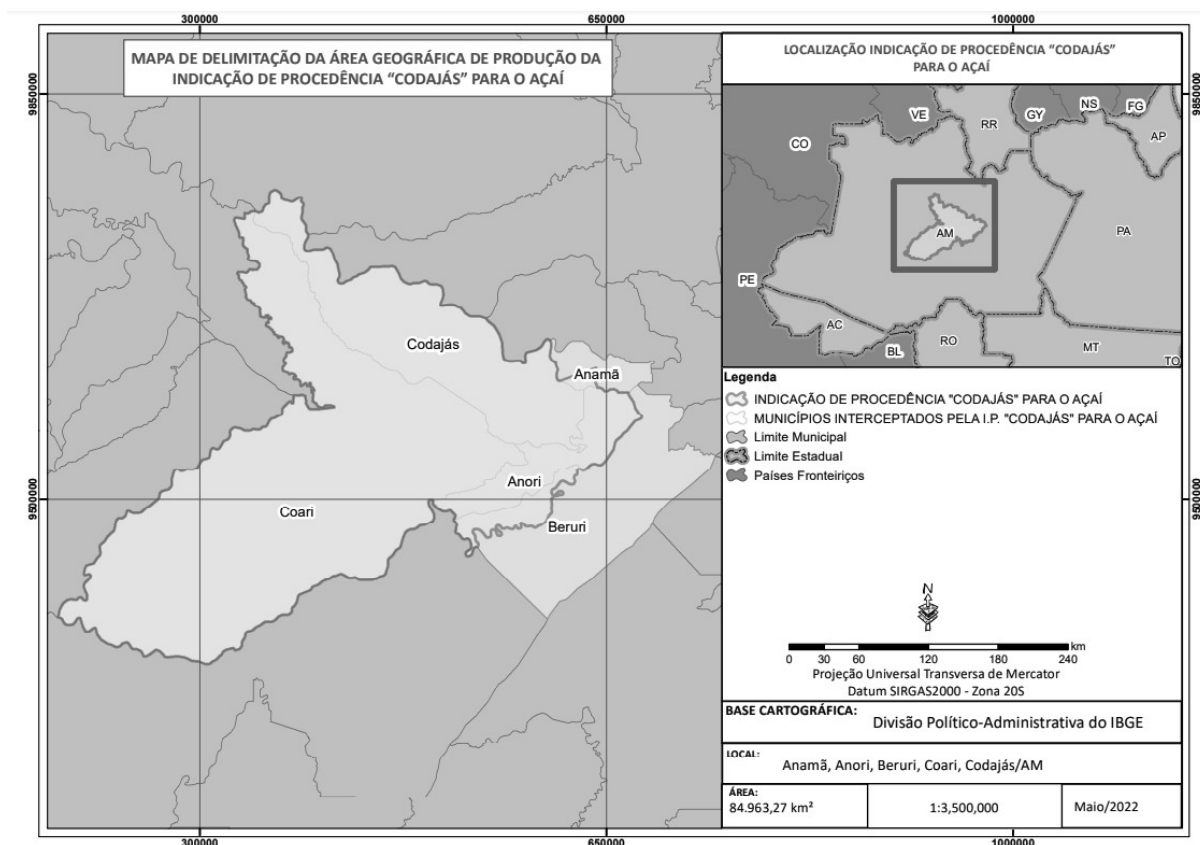 300000
650000
1000000
MAPA DE DELIMITAÇÃO DA ÁREA GEOGRÁFICA DE PRODUÇÃO DA
INDICAÇÃO DE PROCEDÊNCIA “CODAJÁS” PARA O AÇAÍ
LOCALIZAÇÃO INDICAÇÃO DE PROCEDÊNCIA “CODAJÁS”
PARA O AÇAÍ
9850000
9850000
VE
RR
GY
NS
FG
AP
CO
AM
PA
PE
AC
BL
RO
MT
TO
Codajás
Anamã
Anori
Coari
Beruri
9500000
9500000
Legenda
INDICAÇÃO DE PROCEDÊNCIA "CODAJÁS" PARA O AÇAÍ
MUNICÍPIOS INTERCEPTADOS PELA I.P. "CODAJÁS" PARA O AÇAÍ
Limite Municipal
Limite Estadual
Países Fronteiriços
N
km
0 30 60 120 180 240
Projeção Universal Transversa de Mercator
Datum SIRGAS2000 - Zona 20S
BASE CARTOGRÁFICA:
Divisão Político-Administrativa do IBGE
LOCAL:
Anamã, Anori, Beruri, Coari, Codajás/AM
ÁREA:
84.963,27 km²
1:3,500,000
Maio/2022
300000
650000
1000000